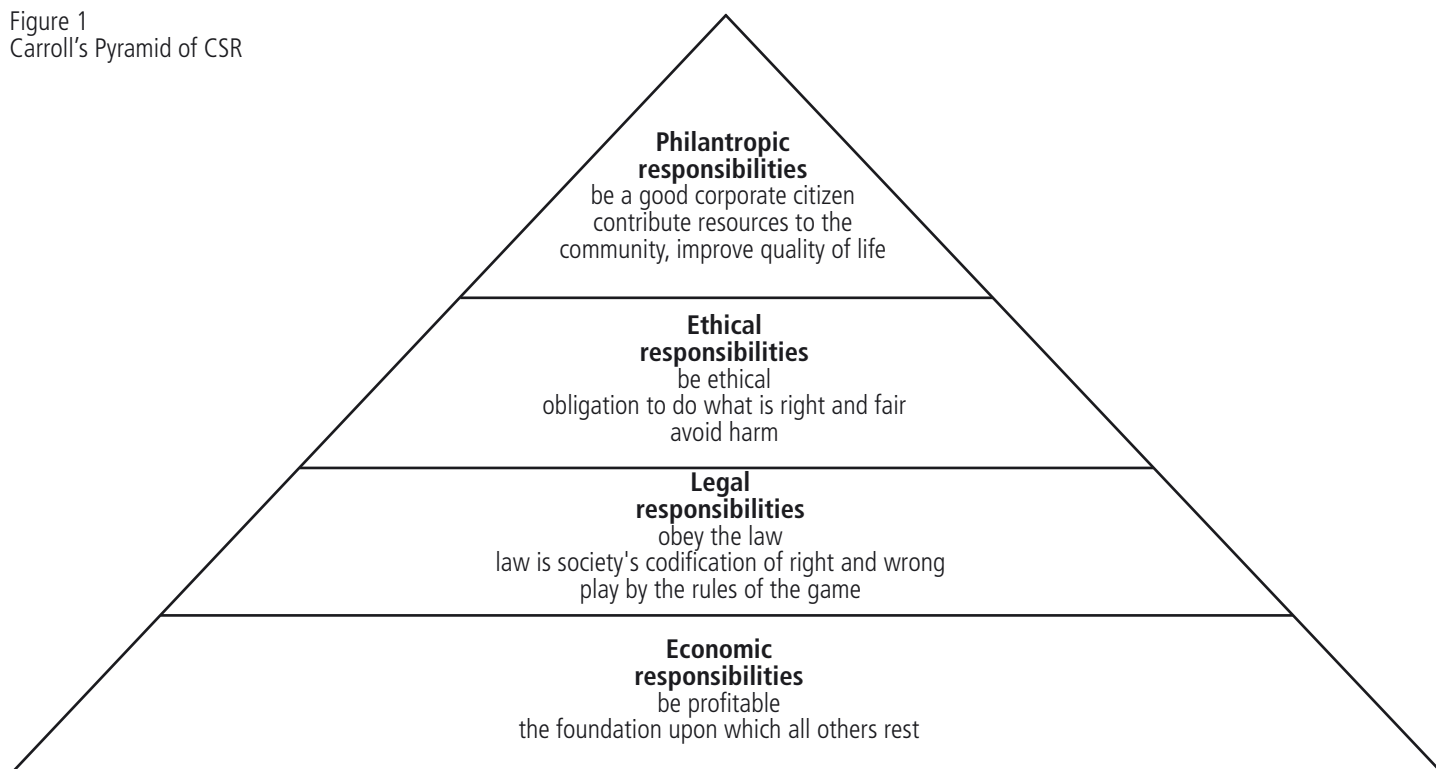 Figure 1
Carroll's Pyramid of CSR
Philantropic
responsibilities
be a good corporate citizen
contribute resources to the
community, improve quality of life
Ethical
responsibilities
be ethical
obligation to do what is right and fair
avoid harm
Legal
responsibilities
obey the law
law is society's codification of right and wrong
play by the rules of the game
Economic
responsibilities
be profitable
the foundation upon which all others rest